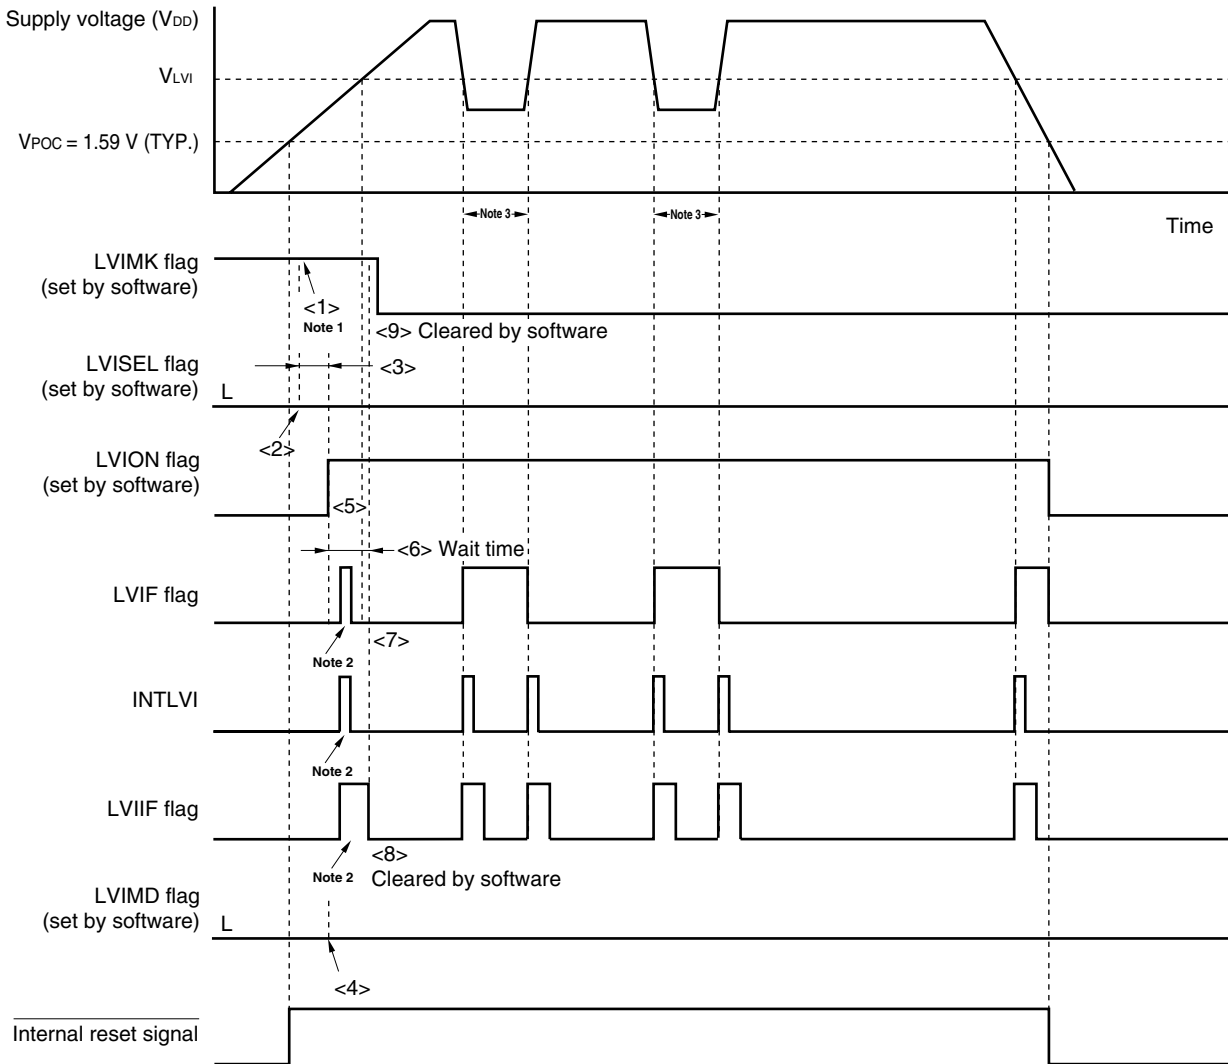 Supply voltage (VDD)
VLVI
VPOC = 1.59 V (TYP.)
Note 3
Note 3
Time
LVIMK flag
(set by software)
<1>
Note 1
<9> Cleared by software
LVISEL flag
(set by software)
L
<3>
<2>
LVION flag
(set by software)
<5>
<6> Wait time
LVIF flag
Note 2
<7>
INTLVI
Note 2
LVIIF flag
Note 2
<8>
Cleared by software
LVIMD flag
(set by software)
L
<4>
Internal reset signal